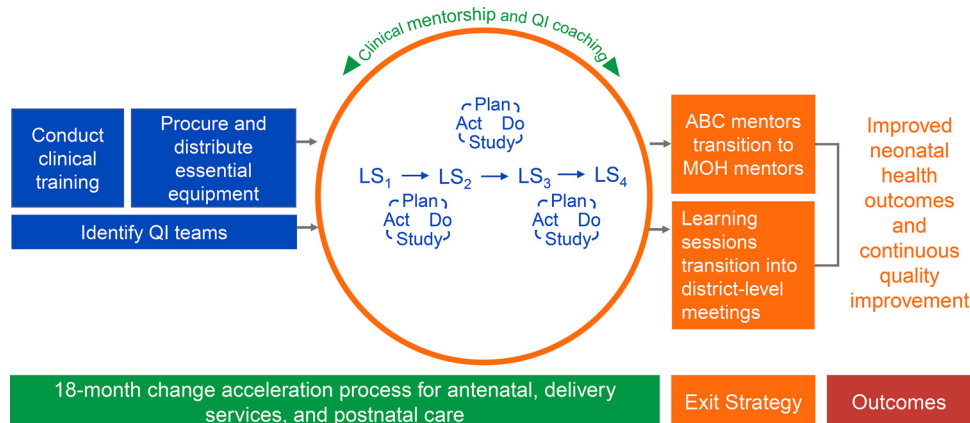 Clinical mentorship and QI coaching
Conduct
clinical
training
Procure and
distribute
essential
equipment
Identify QI teams
Plan
Act Do
Study
LS₁ → LS₂ → LS₃ → LS₄
Plan
Act Do
Study
Plan
Act Do
Study
ABC mentors
transition to
MOH mentors
Learning
sessions
transition into
district-level
meetings
Improved
neonatal
health
outcomes
and
continuous
quality
improvement
18-month change acceleration process for antenatal, delivery
services, and postnatal care
Exit Strategy
Outcomes